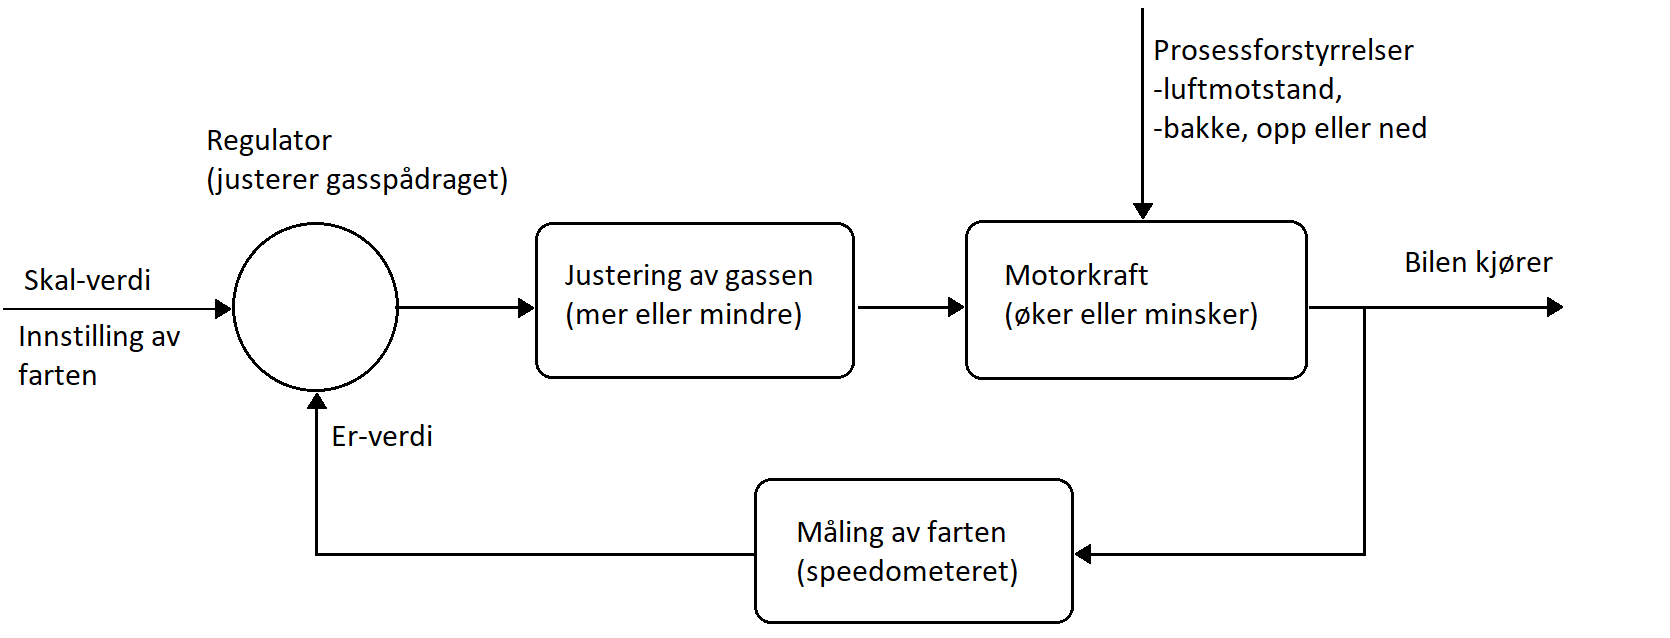 Prosessforstyrrelser
-luftmotstand,
-bakke, opp eller ned
Regulator
(justerer gasspådraget)
Skal-verdi
Innstilling av
farten
Justering av gassen
(mer eller mindre)
Motorkraft
(øker eller minsker)
Bilen kjører
Er-verdi
Måling av farten
(speedometeret)